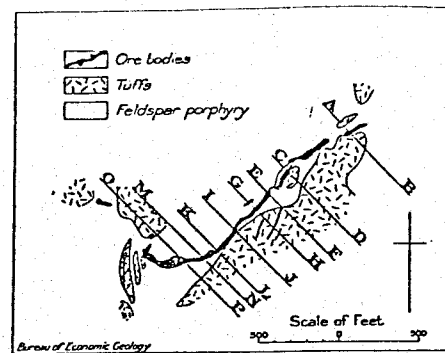 Ore bodies
Tuffs
Feldspar porphyry
A
C
E
G
I
K
M
O
B
D
F
H
J
L
N
P
Scale of Feet
500 0 500
Bureau of Economic Geology